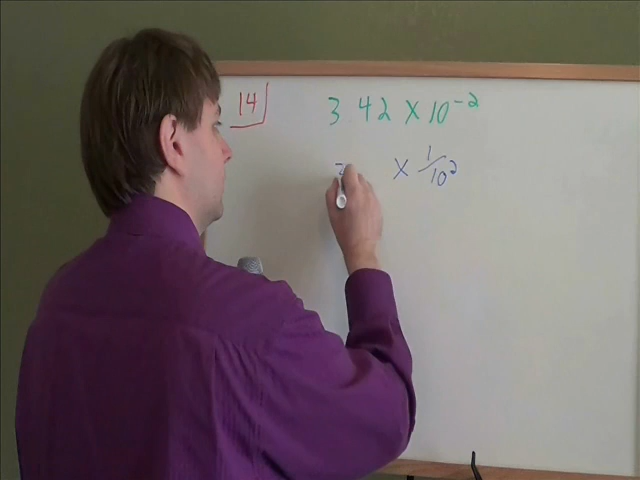 14
3 42 × 10⁻²
× 1/10²